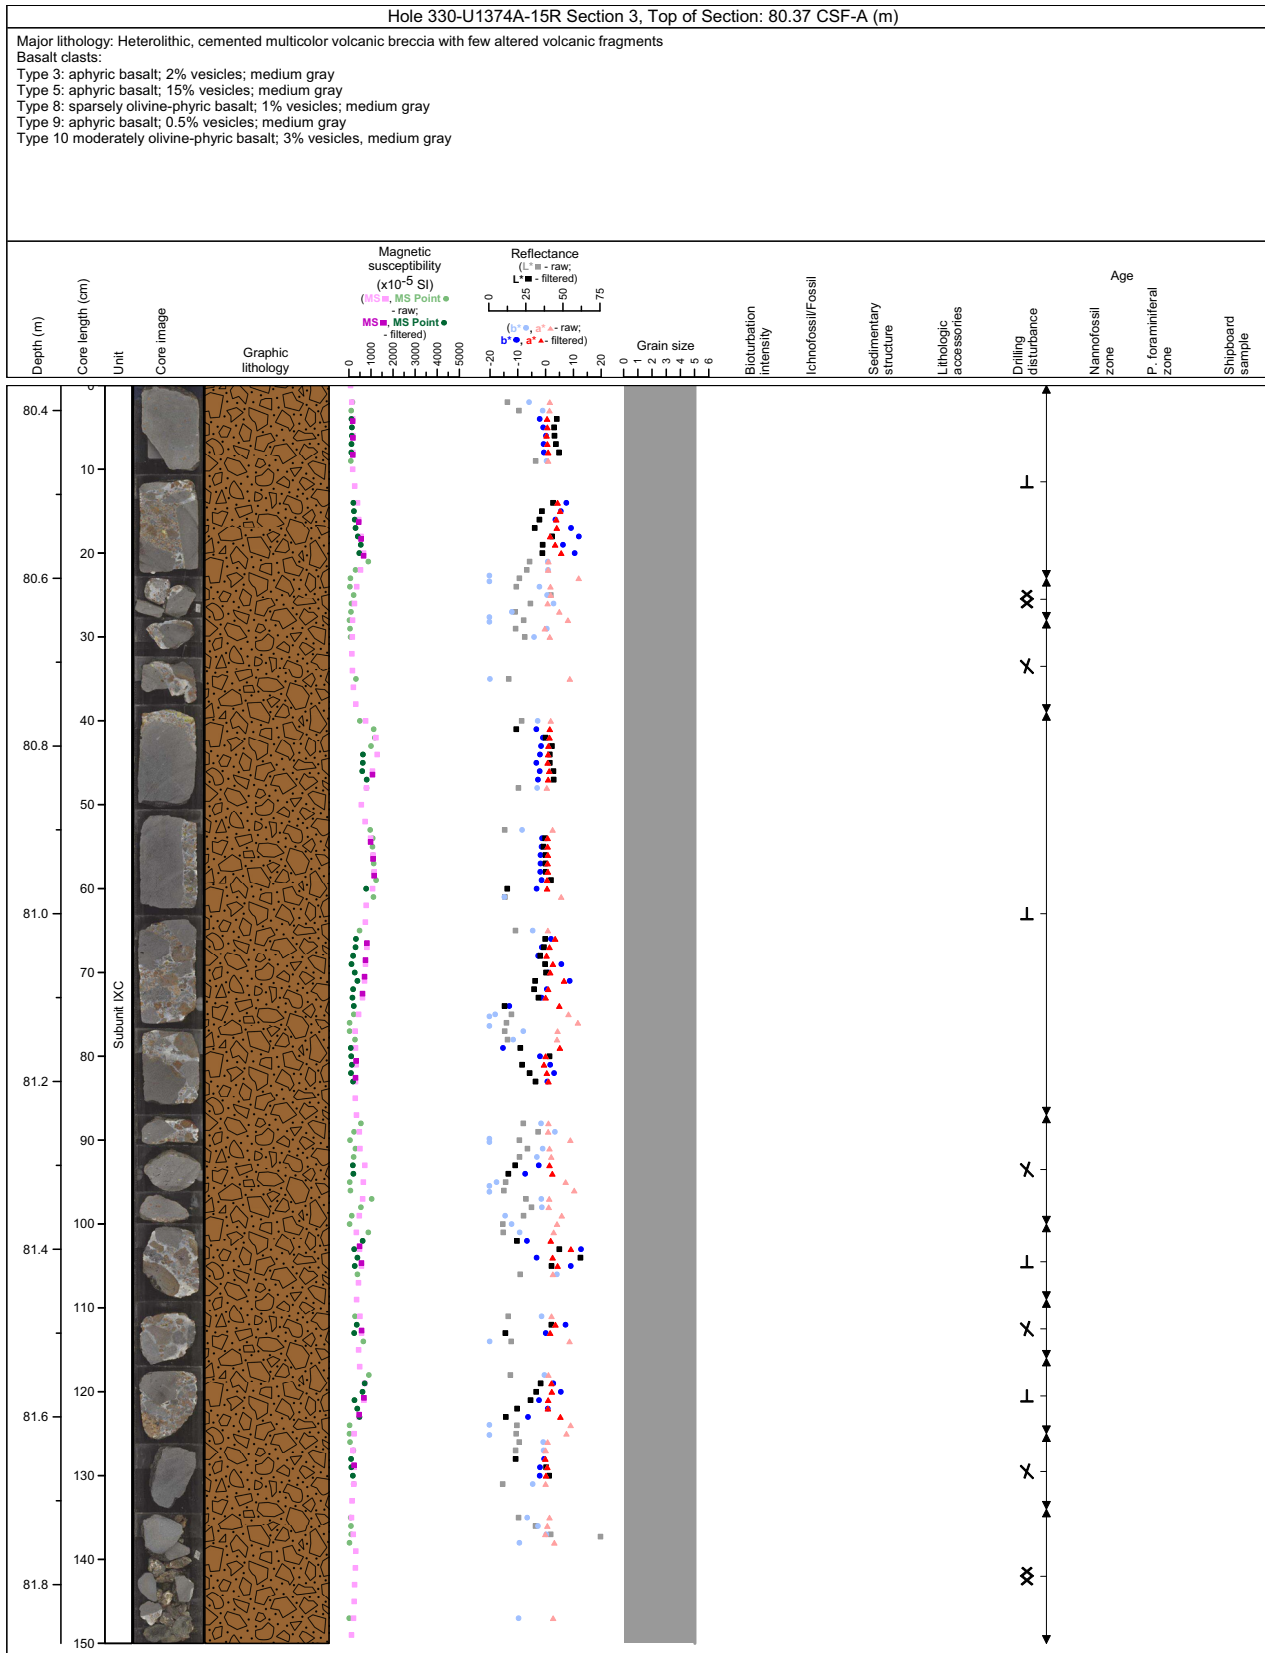 Hole 330-U1374A-15R Section 3, Top of Section: 80.37 CSF-A (m)
Major lithology: Heterolithic, cemented multicolor volcanic breccia with few altered volcanic fragments
Basalt clasts:
Type 3: aphyric basalt; 2% vesicles; medium gray
Type 5: aphyric basalt; 15% vesicles; medium gray
Type 8: sparsely olivine-phyric basalt; 1% vesicles; medium gray
Type 9: aphyric basalt; 0.5% vesicles; medium gray
Type 10 moderately olivine-phyric basalt; 3% vesicles, medium gray
Depth (m)
Core length (cm)
Unit
Core image
Graphic
lithology
Magnetic
susceptibility
(x10-5 SI)
(MS, MS Point
- raw;
MS, MS Point
- filtered)
0 1000 2000 3000 4000 5000
Reflectance
(L* - raw;
L* - filtered)
0 25 50 75
(b*, a* - raw;
b*, a* - filtered)
-20 -10 0 10 20
Grain size
0 1 2 3 4 5 6
Bioturbation
intensity
Ichnofossil/Fossil
Sedimentary
structure
Lithologic
accessories
Drilling
disturbance
Age
Nannofossil
zone
P. foraminiferal
zone
Shipboard
sample
80.4
80.6
80.8
81.0
81.2
81.4
81.6
81.8
0
10
20
30
40
50
60
70
80
90
100
110
120
130
140
150
Subunit IXC